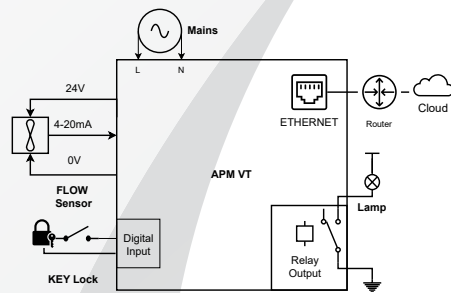 Mains
L
N
24V
4-20mA
0V
FLOW
Sensor
ETHERNET
Router
Cloud
APM VT
Lamp
Digital
Input
KEY Lock
Relay
Output